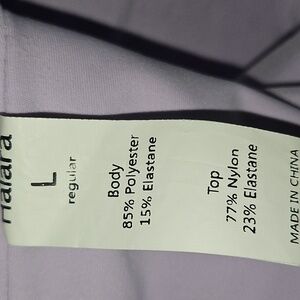 Halara
L
regular
Body
85% Polyester
15% Elastane
Top
77% Nylon
23% Elastane
MADE IN CHINA